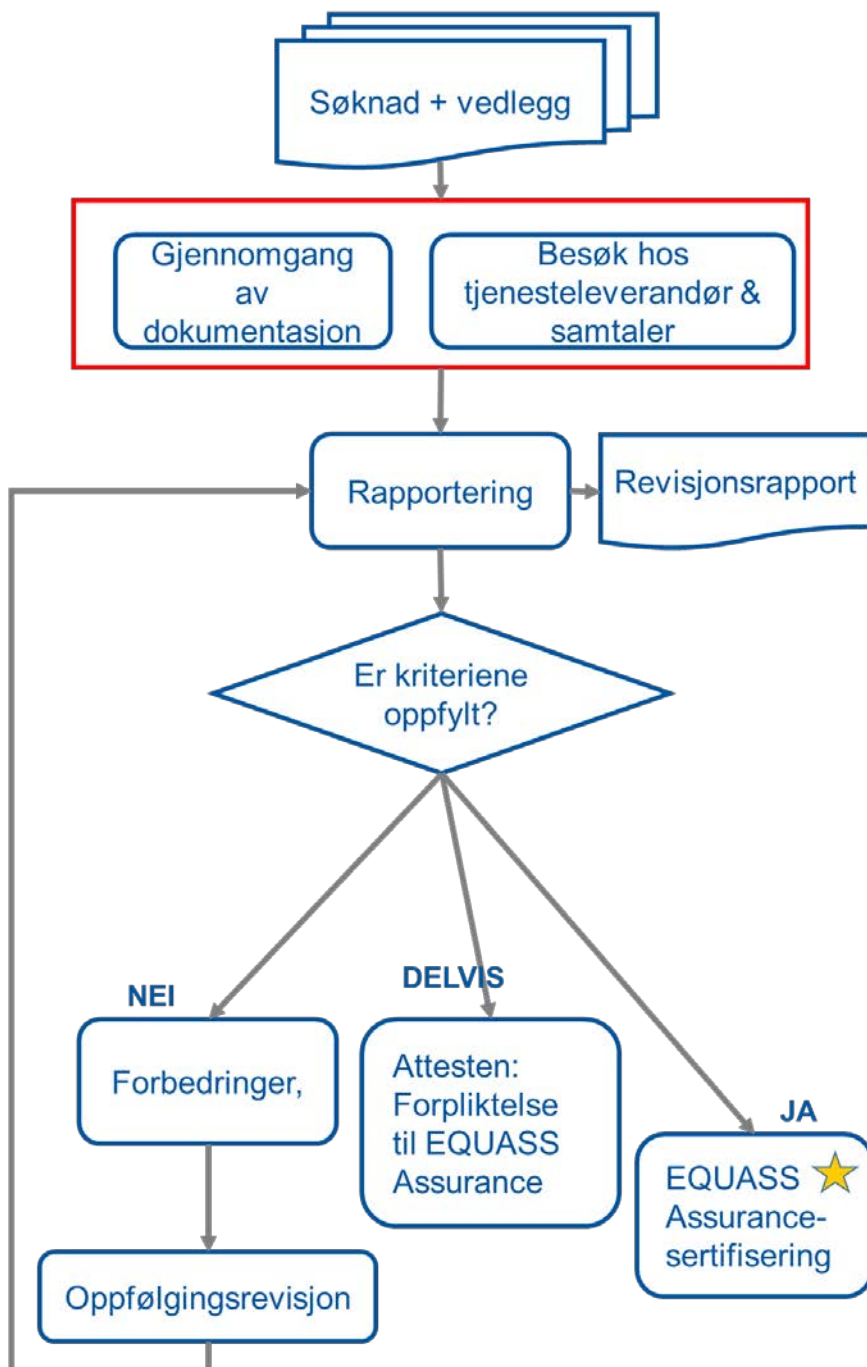 Søknad + vedlegg
Gjennomgang
av
dokumentasjon
Besøk hos
tjenesteleverandør &
samtaler
Rapportering
Revisjonsrapport
Er kriteriene
oppfylt?
NEI
DELVIS
JA
Forbedringer,
Attesten:
Forpliktelse
til EQUASS
Assurance
EQUASS
Assurance-
sertifisering
Oppfølgingsrevisjon